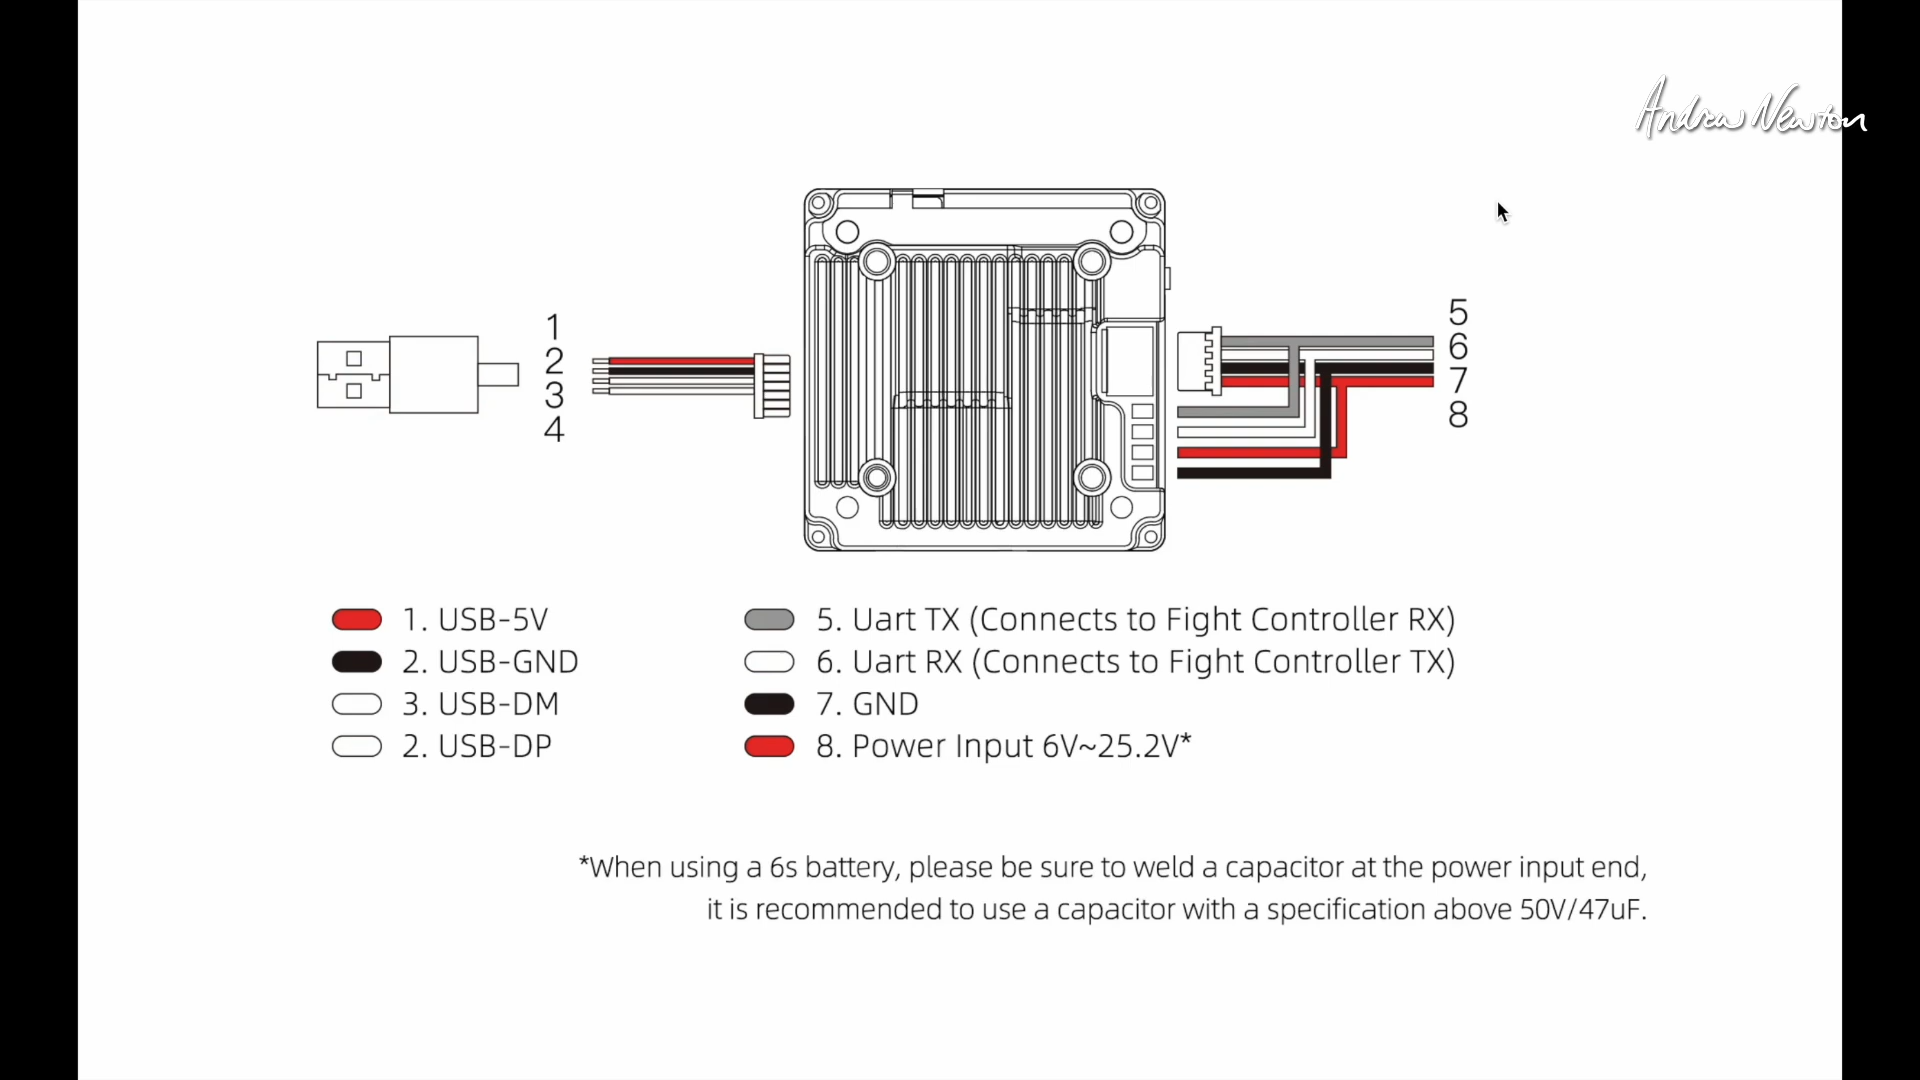 Andrew Newton
1
2
3
4
5
6
7
8
1. USB-5V
2. USB-GND
3. USB-DM
2. USB-DP
5. Uart TX (Connects to Fight Controller RX)
6. Uart RX (Connects to Fight Controller TX)
7. GND
8. Power Input 6V~25.2V*
*When using a 6s battery, please be sure to weld a capacitor at the power input end,
it is recommended to use a capacitor with a specification above 50V/47uF.